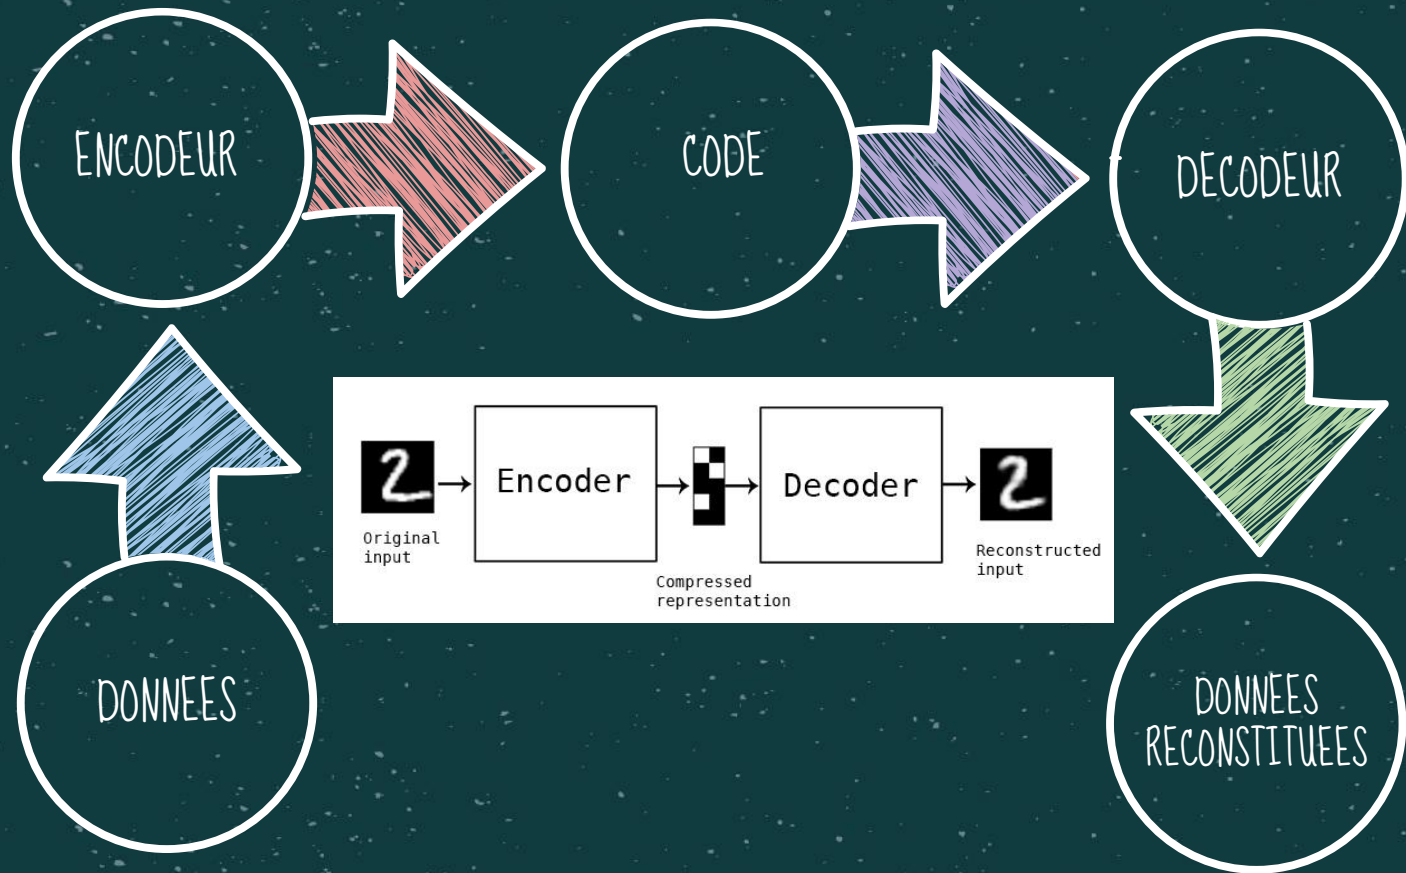 ENCODEUR
CODE
DECODEUR
Encoder
Decoder
Original
input
Compressed
representation
Reconstructed
input
DONNEES
DONNEES
RECONSTITUEES